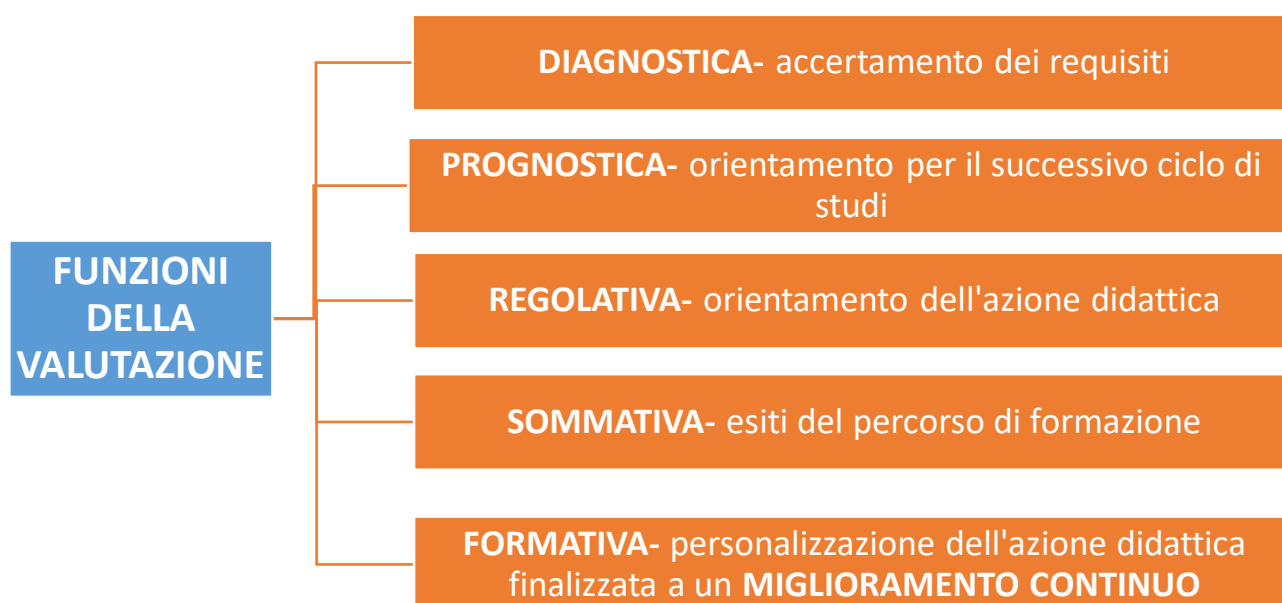 DIAGNOSTICA- accertamento dei requisiti
PROGNOSTICA- orientamento per il successivo ciclo di
studi
FUNZIONI
DELLA
VALUTAZIONE
REGOLATIVA- orientamento dell'azione didattica
SOMMATIVA- esiti del percorso di formazione
FORMATIVA- personalizzazione dell'azione didattica
finalizzata a un MIGLIORAMENTO CONTINUO